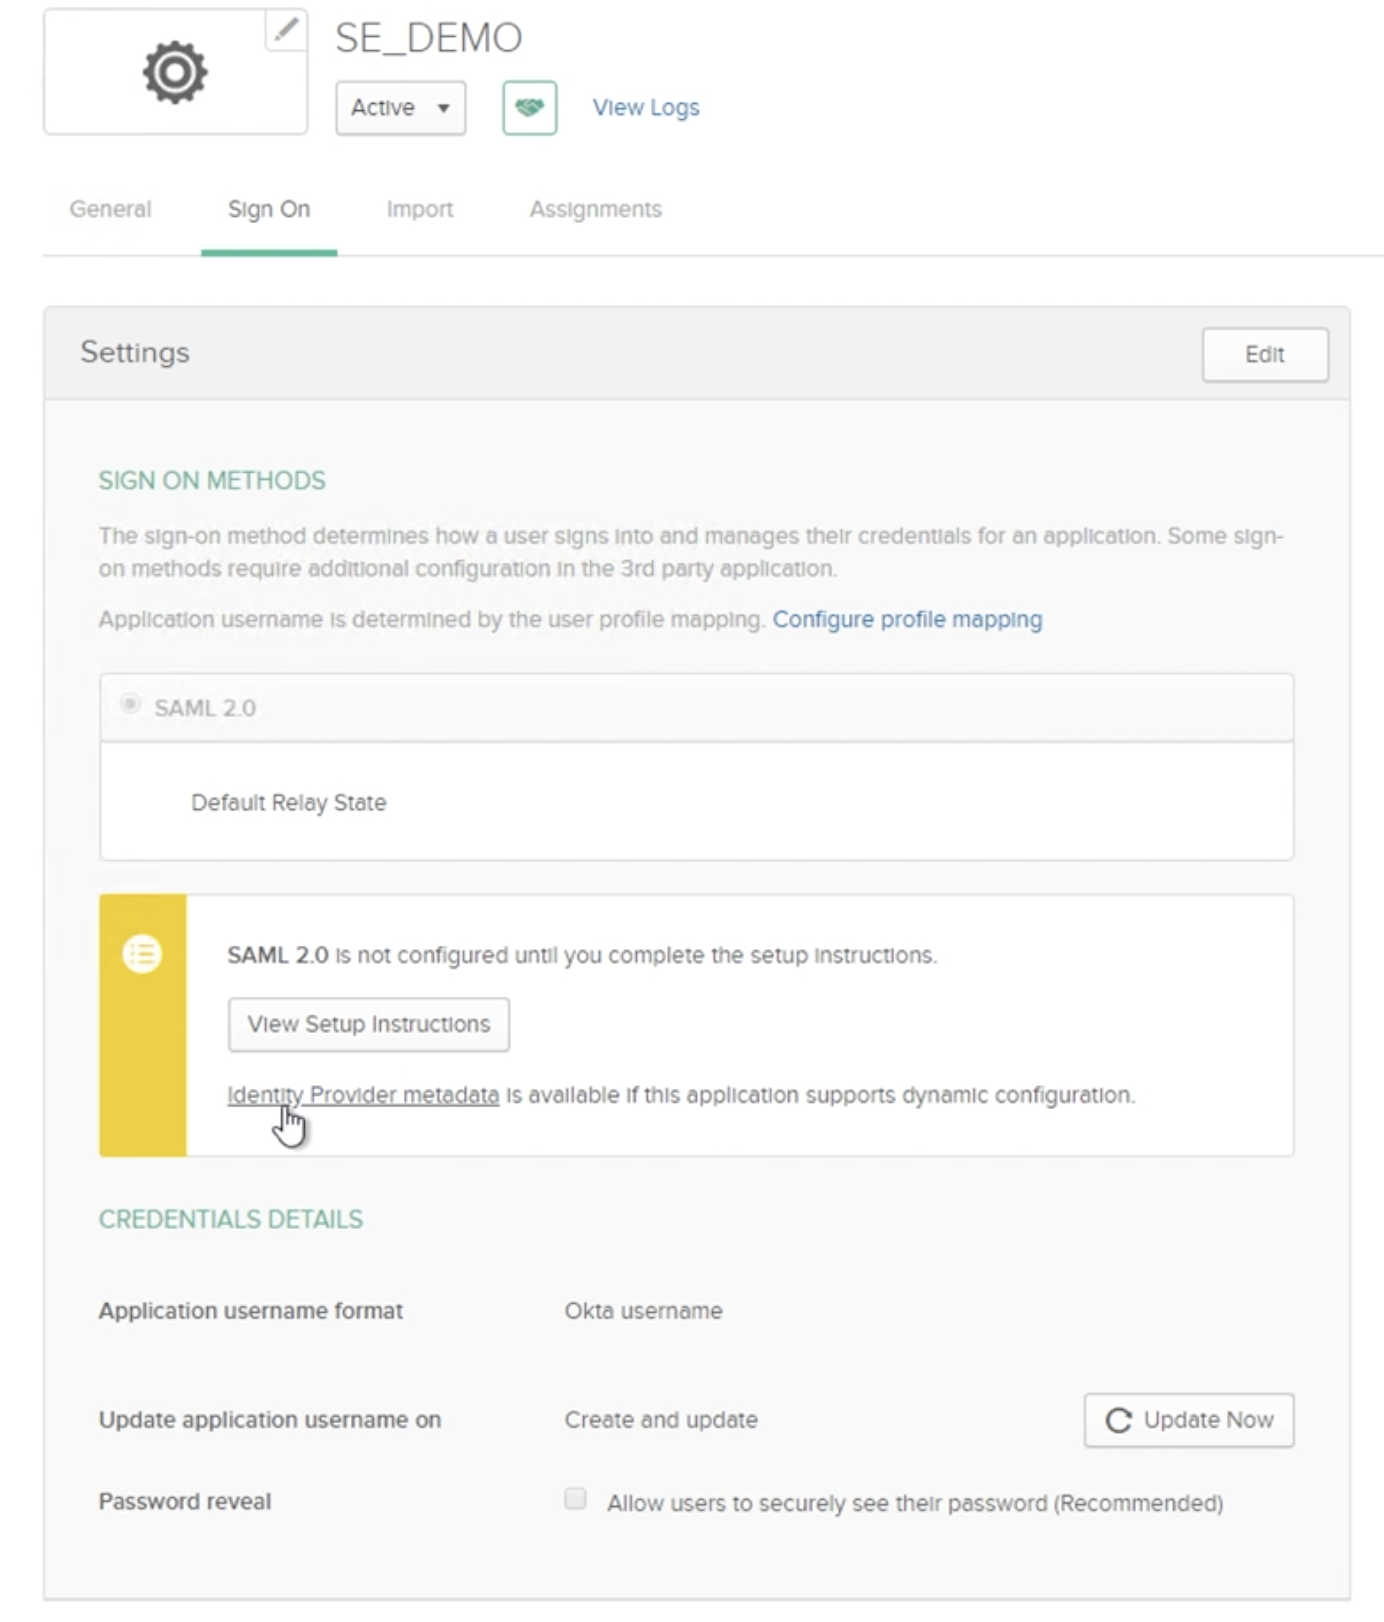 SE_DEMO
Active
View Logs
General
Sign On
Import
Assignments
Settings
Edit
SIGN ON METHODS
The sign-on method determines how a user signs into and manages their credentials for an application. Some sign-
on methods require additional configuration in the 3rd party application.
Application username is determined by the user profile mapping. Configure profile mapping
SAML 2.0
Default Relay State
SAML 2.0 is not configured until you complete the setup instructions.
View Setup Instructions
Identity Provider metadata is available if this application supports dynamic configuration.
CREDENTIALS DETAILS
Application username format
Okta username
Update application username on
Create and update
Update Now
Password reveal
Allow users to securely see their password (Recommended)